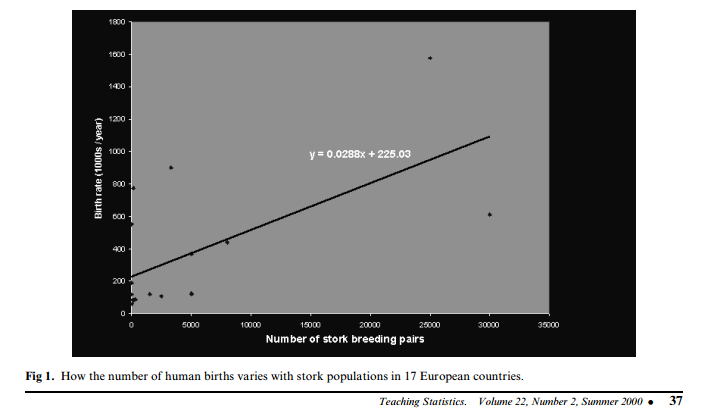 1800
1600
1400
1200
1000
800
600
400
200
0
Birth rate (1000s /year)
y = 0.0288x + 225.03
0 5000 10000 15000 20000 25000 30000 35000
Number of stork breeding pairs
Fig 1. How the number of human births varies with stork populations in 17 European countries.
Teaching Statistics. Volume 22, Number 2, Summer 2000 ● 37